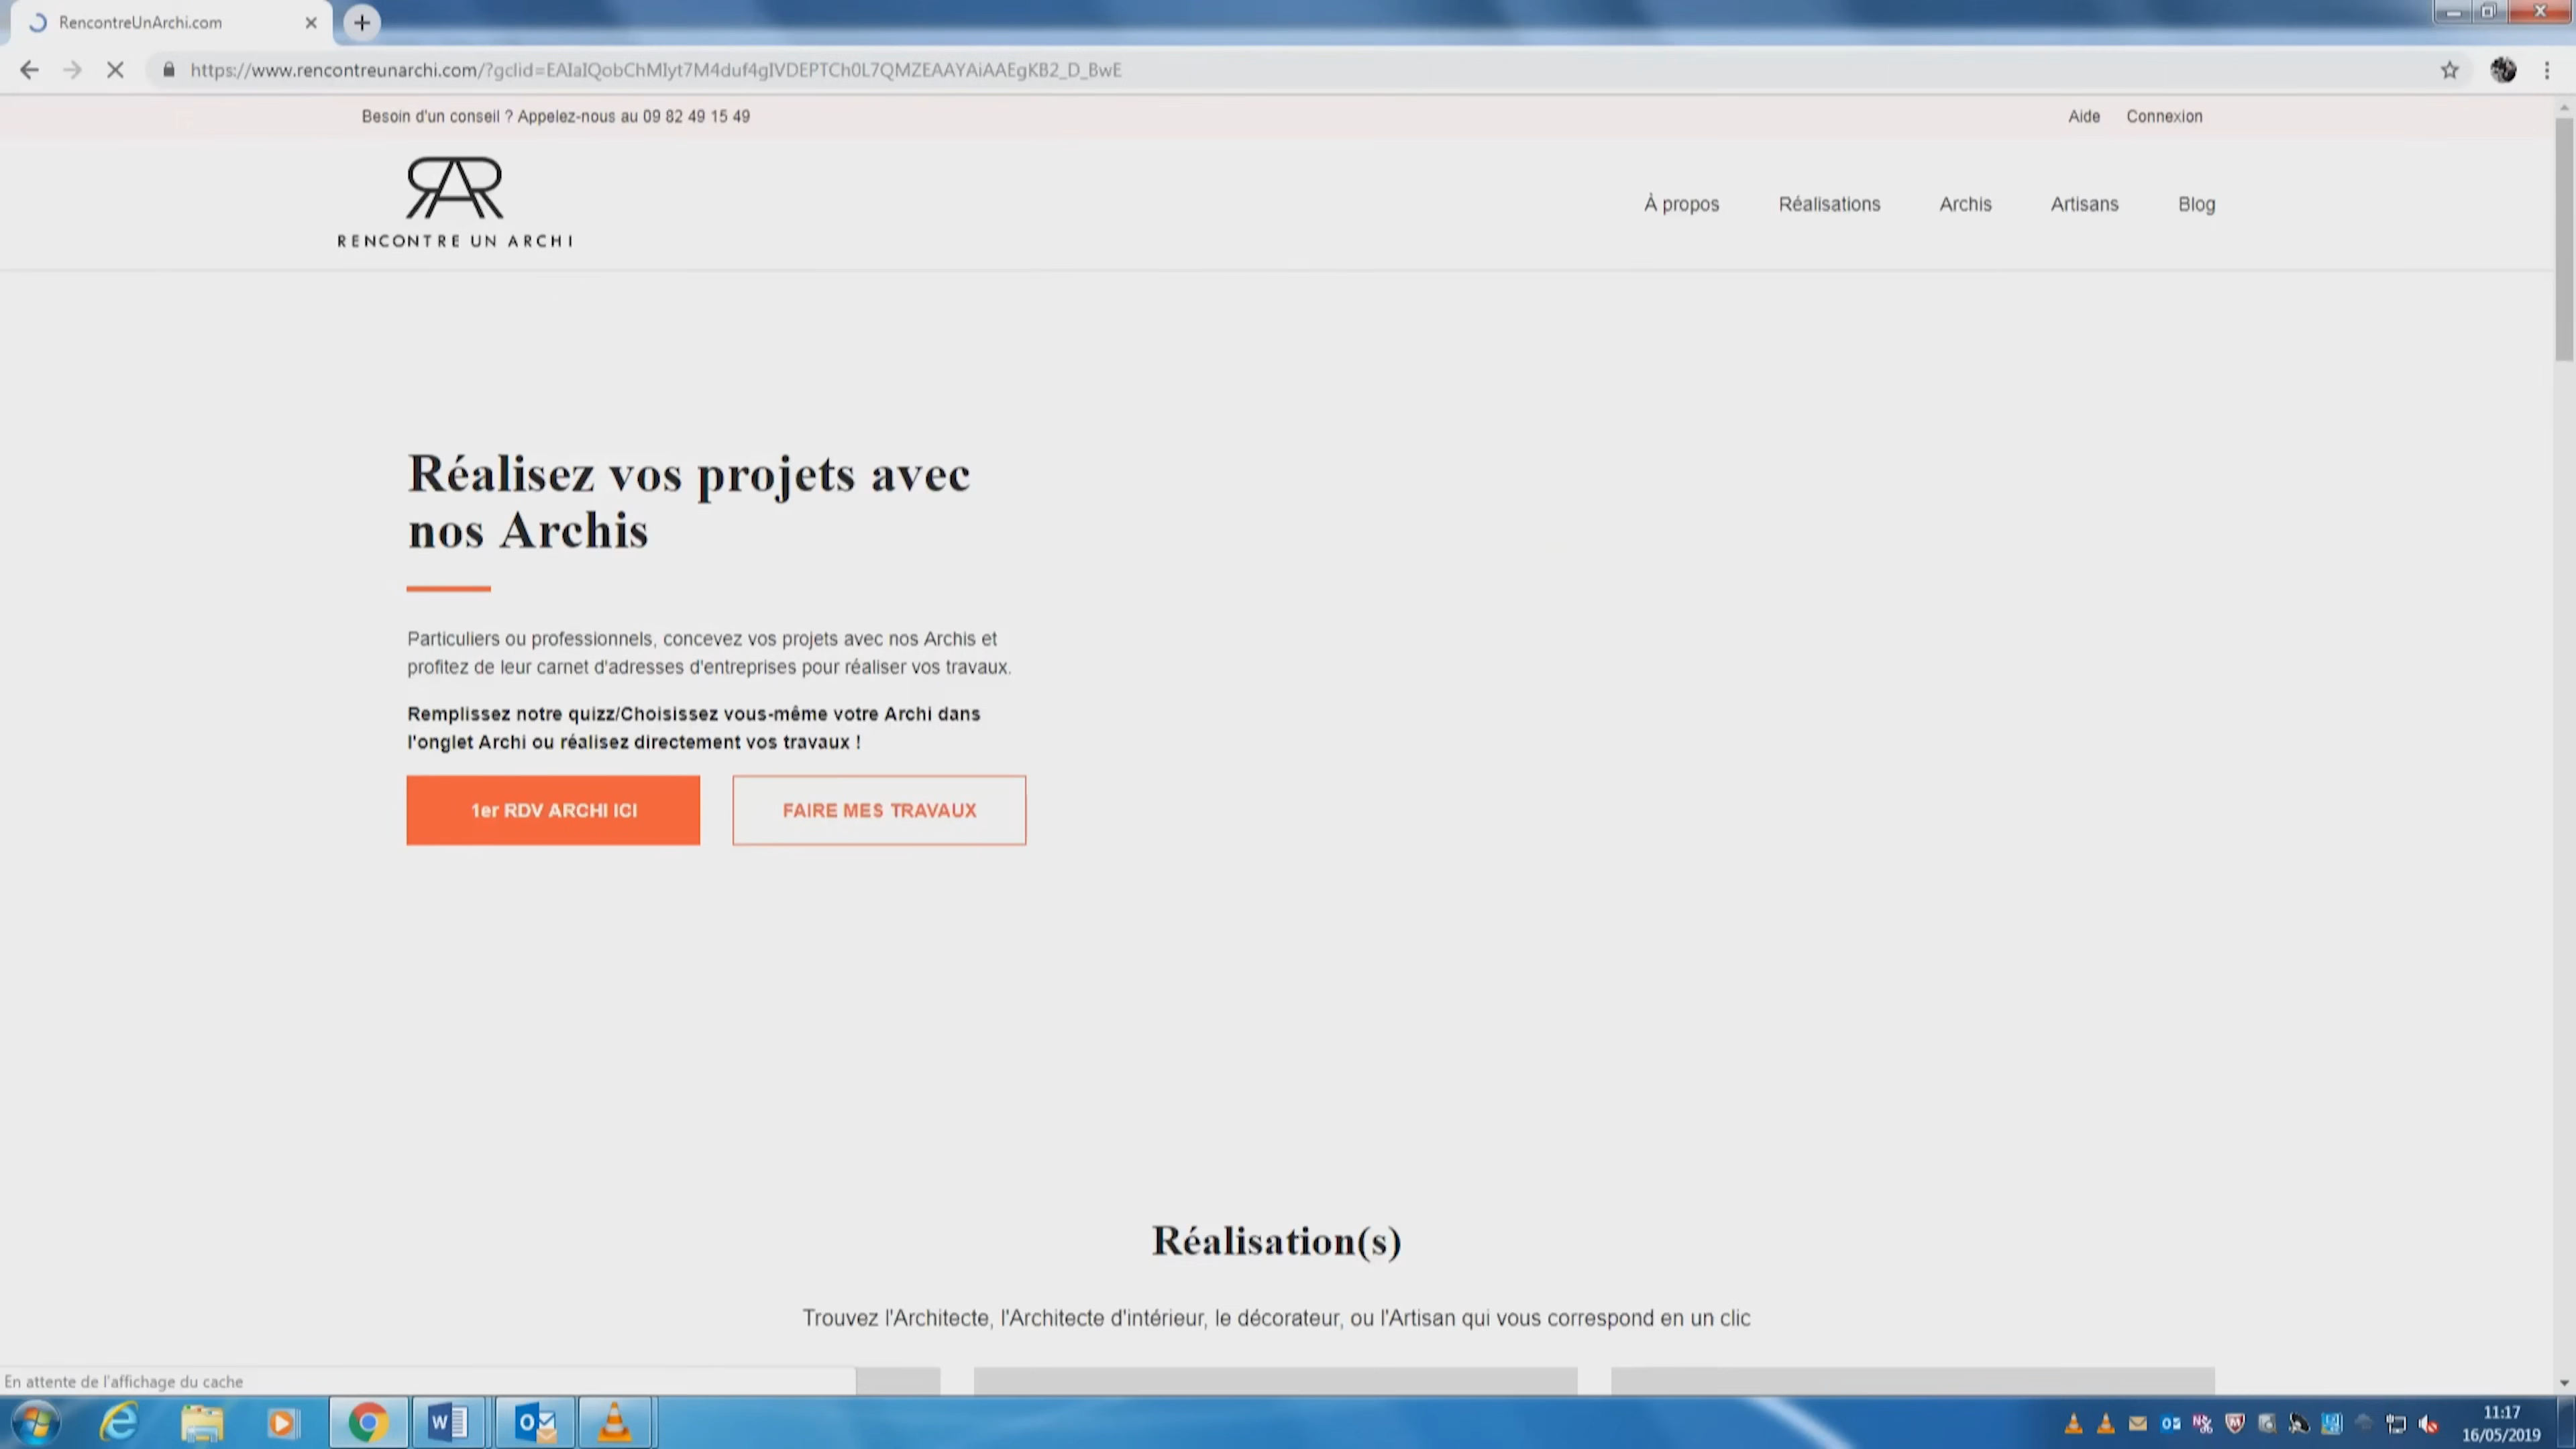 RencontreUnArchi.com
https://www.rencontreunarchi.com/?gclid=EAIaIQobChMIyt7M4duf4gIVDEPTCh0L7QMZEAAYAiAAEgKB2_D_BwE
Besoin d'un conseil ? Appelez-nous au 09 82 49 15 49
Aide Connexion
RENCONTRE UN ARCHI
À propos Réalisations Archis Artisans Blog
Réalisez vos projets avec
nos Archis
Particuliers ou professionnels, concevez vos projets avec nos Archis et
profitez de leur carnet d'adresses d'entreprises pour réaliser vos travaux.
Remplissez notre quizz/Choisissez vous-même votre Archi dans
l'onglet Archi ou réalisez directement vos travaux !
1er RDV ARCHI ICI
FAIRE MES TRAVAUX
Réalisation(s)
Trouvez l'Architecte, l'Architecte d'intérieur, le décorateur, ou l'Artisan qui vous correspond en un clic
En attente de l'affichage du cache
11:17
16/05/2019